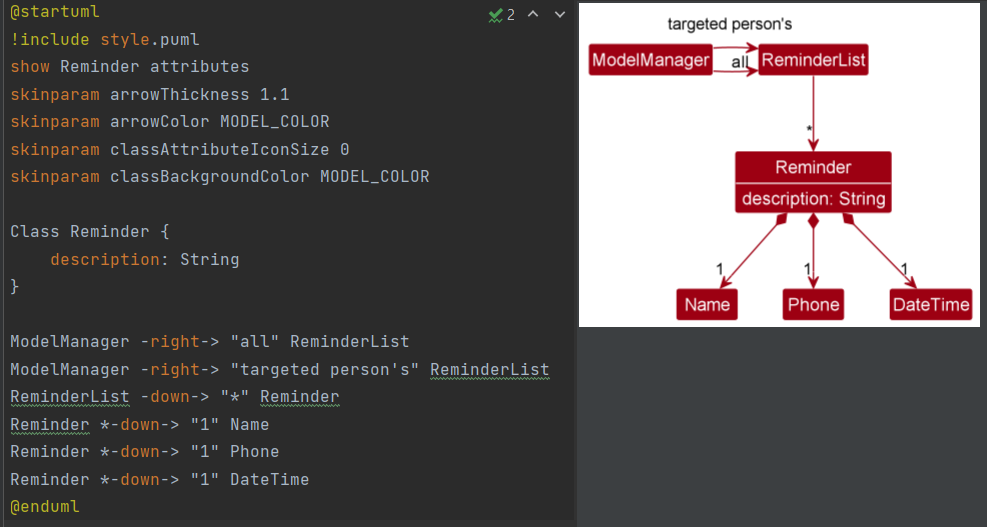 @startuml
!include style.puml
show Reminder attributes
skinparam arrowThickness 1.1
skinparam arrowColor MODEL_COLOR
skinparam classAttributeIconSize 0
skinparam classBackgroundColor MODEL_COLOR
Class Reminder {
description: String
}
ModelManager -right-> "all" ReminderList
ModelManager -right-> "targeted person's" ReminderList
ReminderList -down-> "*" Reminder
Reminder *-down-> "1" Name
Reminder *-down-> "1" Phone
Reminder *-down-> "1" DateTime
@enduml
2
targeted person's
ModelManager all ReminderList
*
Reminder
description: String
1 1 1
Name Phone DateTime